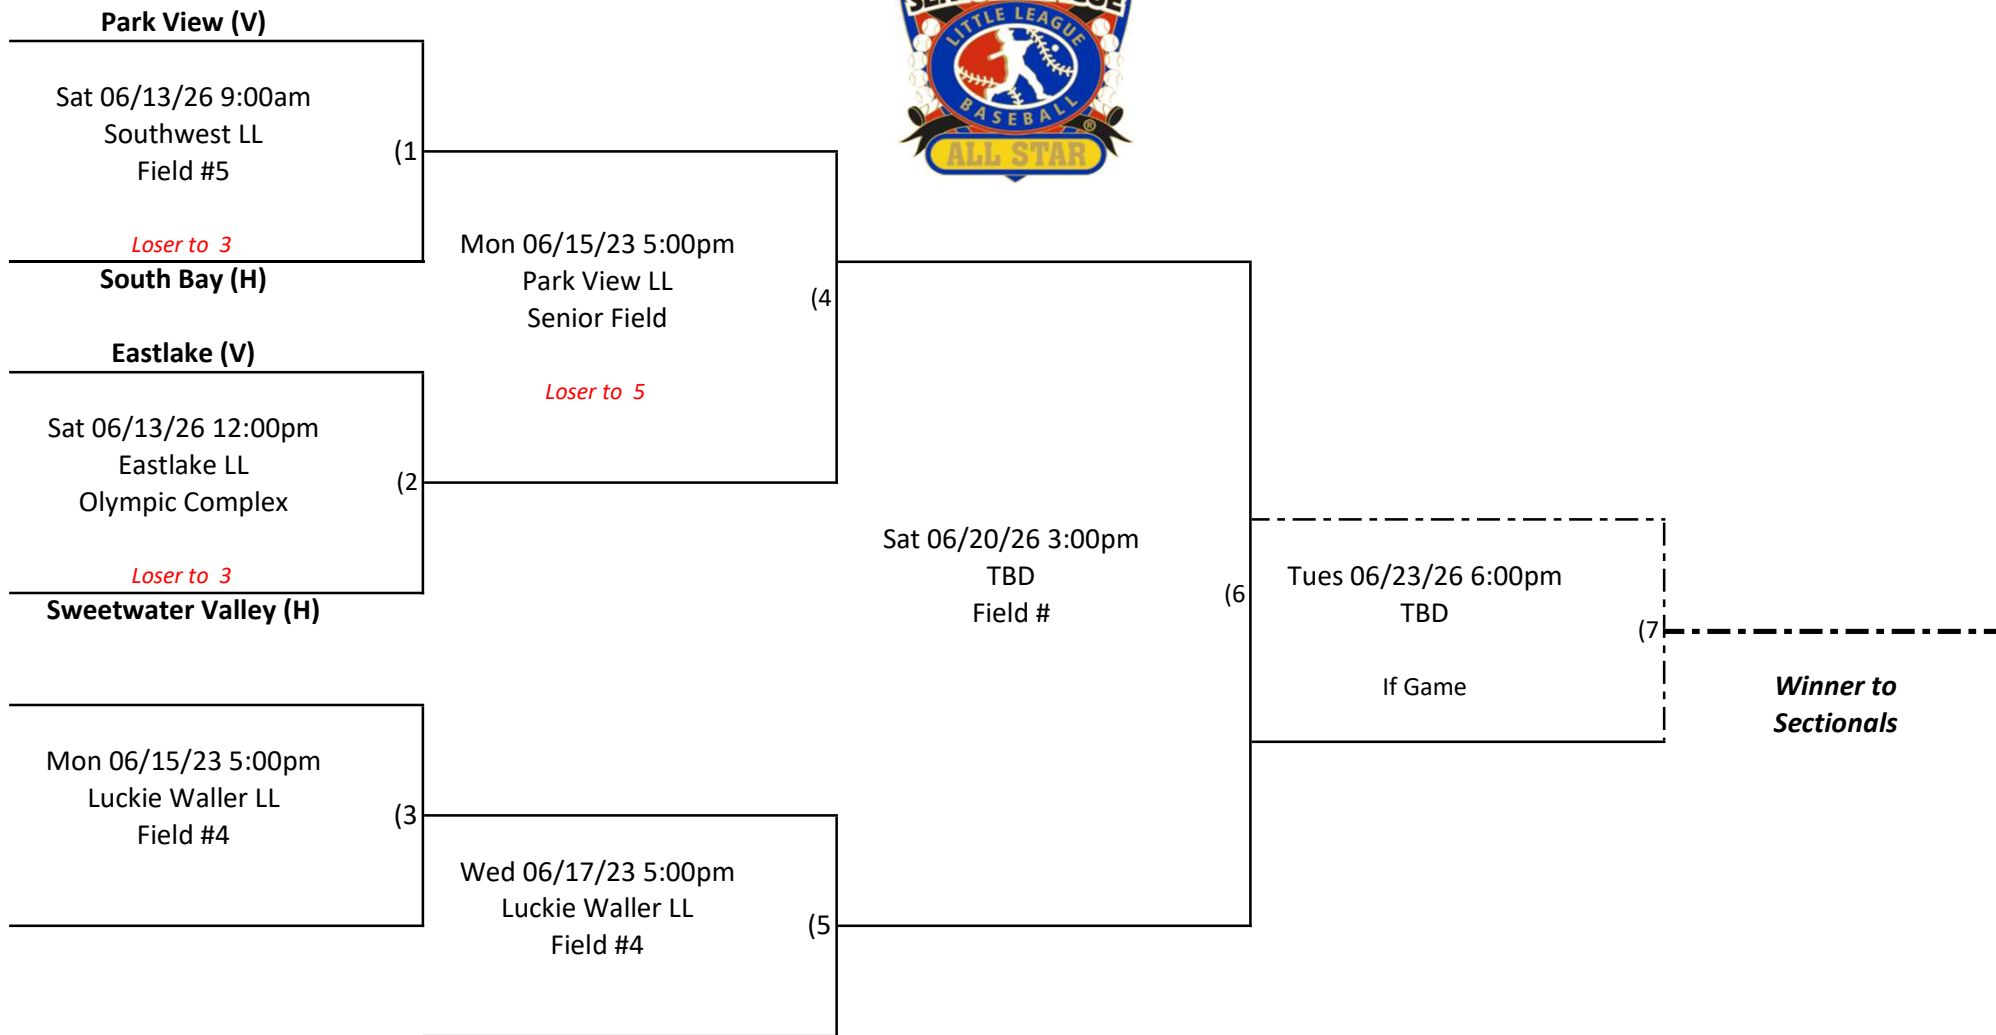 Park View (V)
Sat 06/13/26 9:00am
Southwest LL
Field #5
(1
Loser to 3
South Bay (H)
Eastlake (V)
Sat 06/13/26 12:00pm
Eastlake LL
Olympic Complex
(2
Loser to 3
Sweetwater Valley (H)
Mon 06/15/23 5:00pm
Luckie Waller LL
Field #4
(3
Mon 06/15/23 5:00pm
Park View LL
Senior Field
(4
Loser to 5
Wed 06/17/23 5:00pm
Luckie Waller LL
Field #4
(5
LITTLE LEAGUE
BASEBALL
®
ALL STAR
Sat 06/20/26 3:00pm
TBD
Field #
(6
Tues 06/23/26 6:00pm
TBD
(7
If Game
Winner to
Sectionals